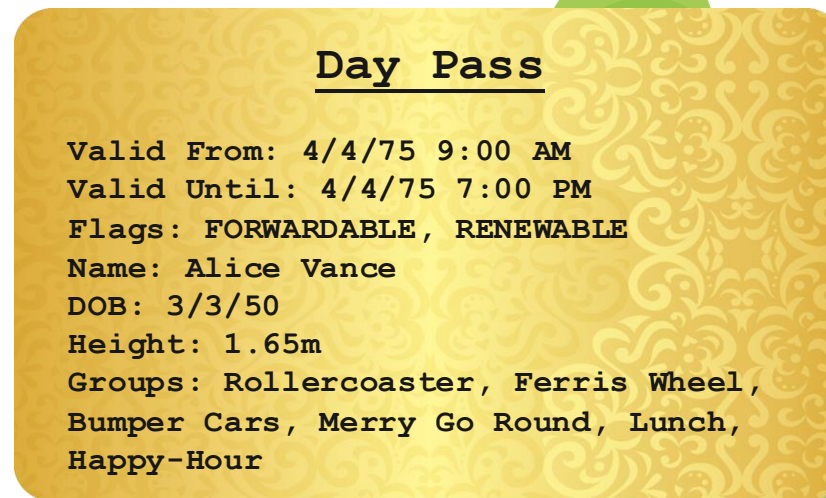 Day Pass
Valid From: 4/4/75 9:00 AM
Valid Until: 4/4/75 7:00 PM
Flags: FORWARDABLE, RENEWABLE
Name: Alice Vance
DOB: 3/3/50
Height: 1.65m
Groups: Rollercoaster, Ferris Wheel,
Bumper Cars, Merry Go Round, Lunch,
Happy-Hour